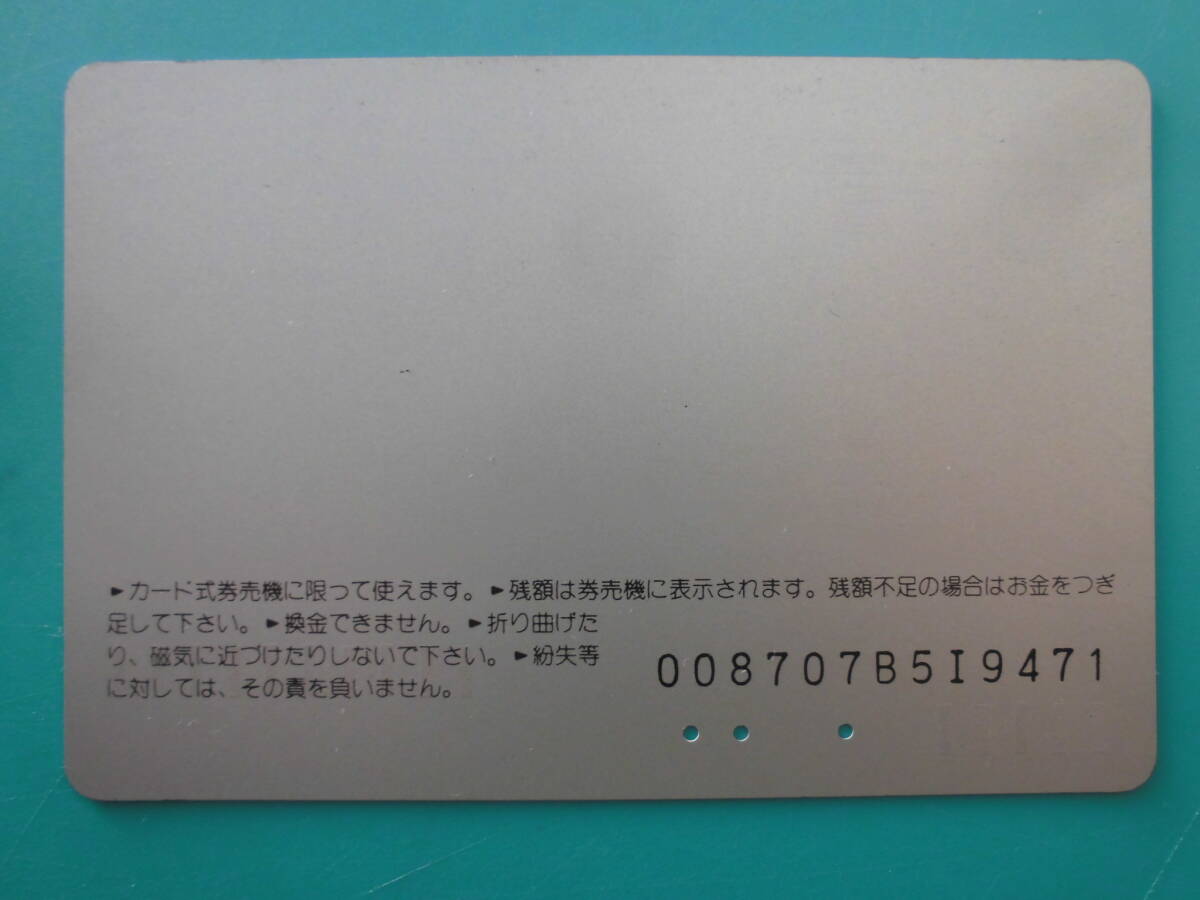 ►カード式券売機に限って使えます。►残額は券売機に表示されます。残額不足の場合はお金をつぎ
足して下さい。►換金できません。►折り曲げた
り、磁気に近づけたりしないで下さい。►紛失等
に対しては、その責を負いません。
008707B5I9471